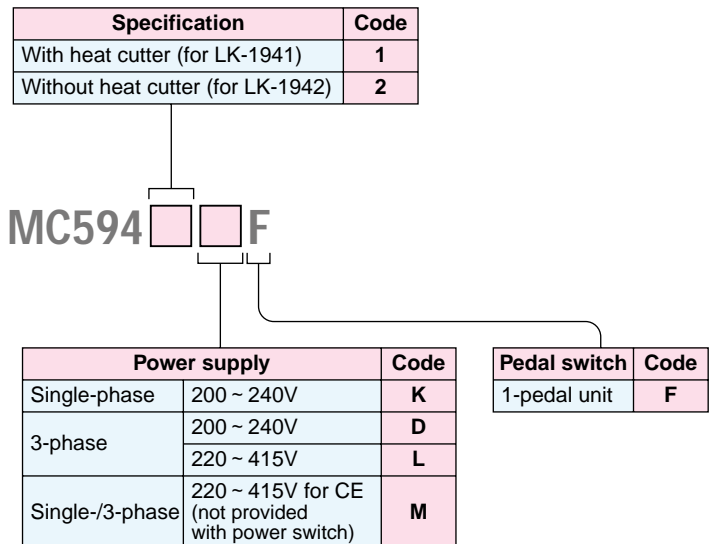 Specification Code
With heat cutter (for LK-1941) 1
Without heat cutter (for LK-1942) 2
MC594 F
Power supply Code
Single-phase 200 ~ 240V K
3-phase 200 ~ 240V D
220 ~ 415V L
Single-/3-phase 220 ~ 415V for CE
(not provided
with power switch) M
Pedal switch Code
1-pedal unit F